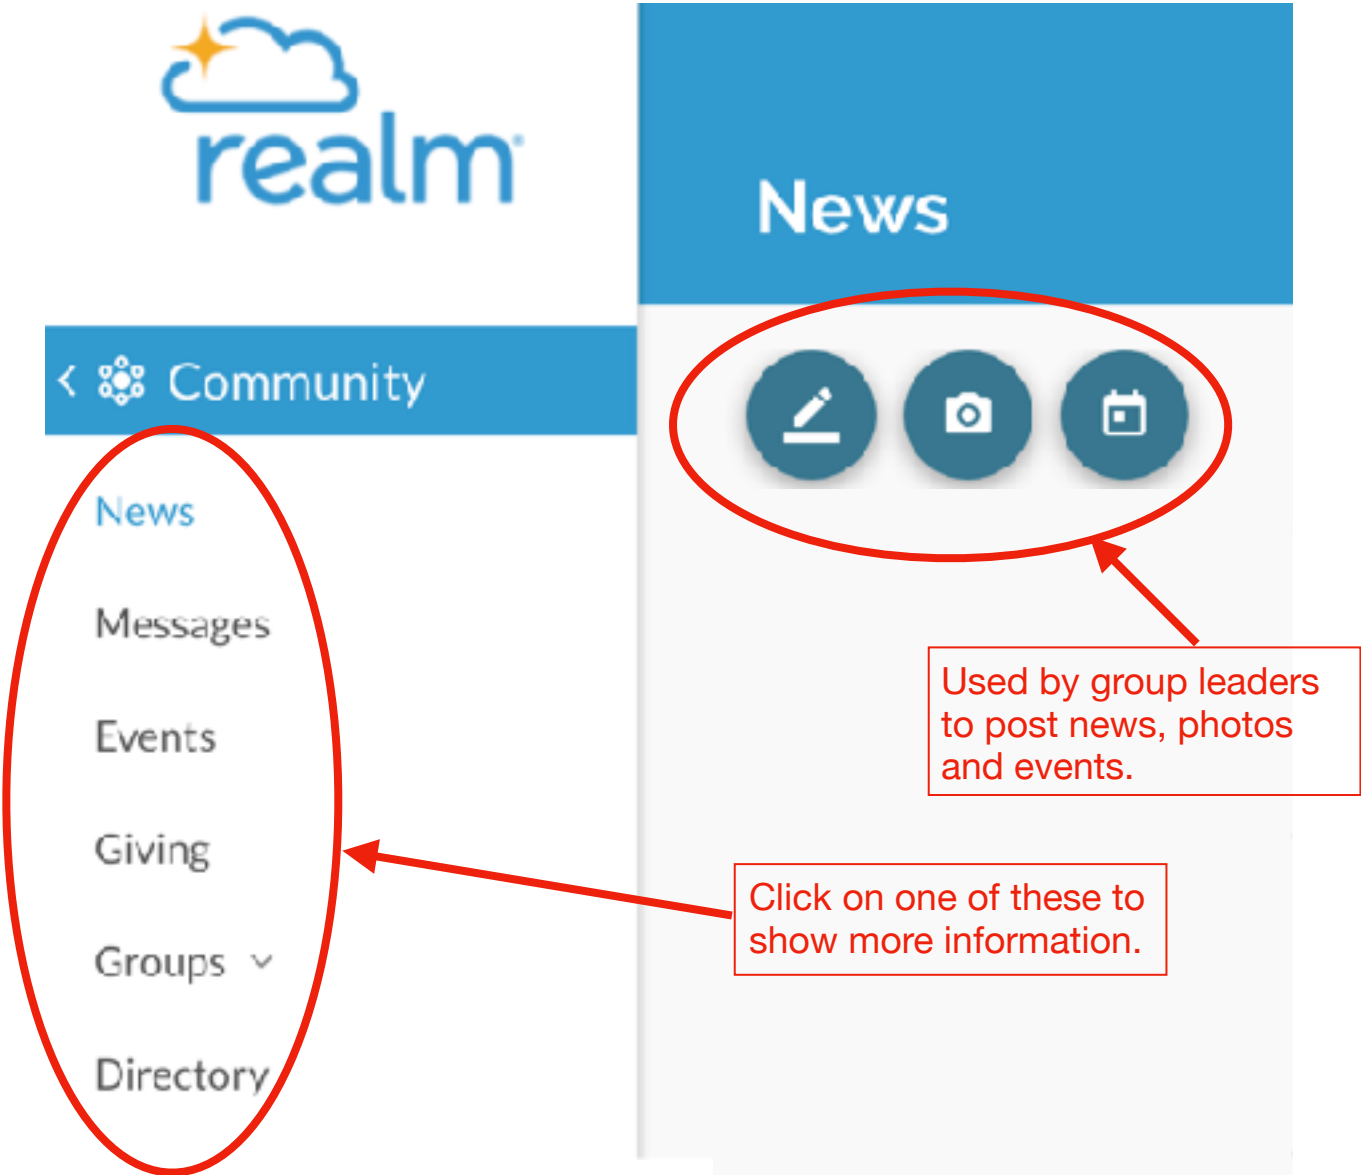 realm
News
Community
News
Messages
Events
Giving
Groups
Directory
Used by group leaders
to post news, photos
and events.
Click on one of these to
show more information.